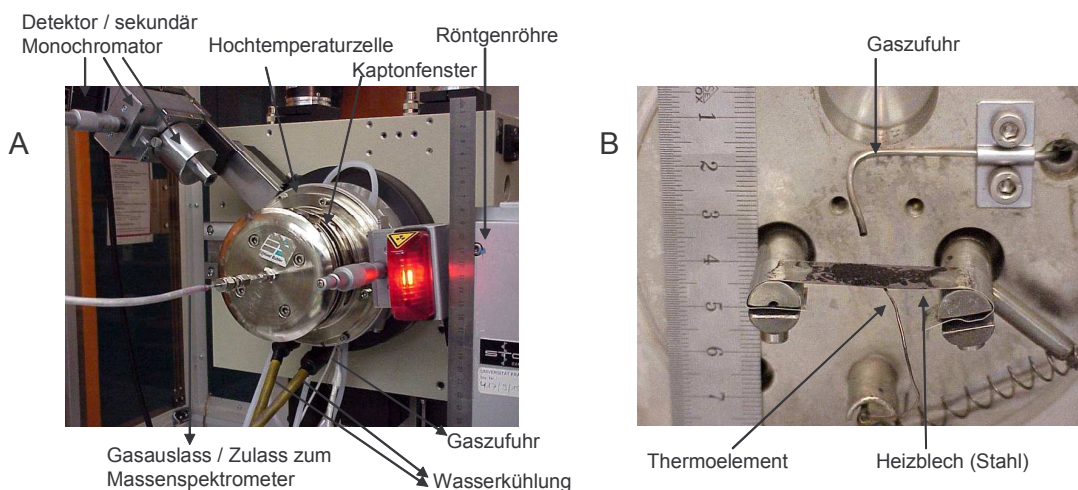 Detektor / sekundär
Monochromator
Hochtemperaturzelle
Kaptonfenster
Röntgenröhre
Gaszufuhr
A
B
1
2
3
4
5
6
7
STO
Gaszufuhr
Gasauslass / Zulass zum
Massenspektrometer
Wasserkühlung
Thermoelement
Heizblech (Stahl)